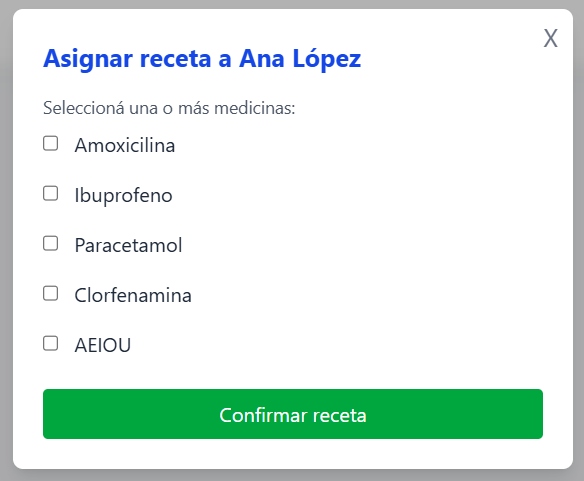 X
Asignar receta a Ana López
Seleccioná una o más medicinas:
Amoxicilina
Ibuprofeno
Paracetamol
Clorfenamina
AEIOU
Confirmar receta